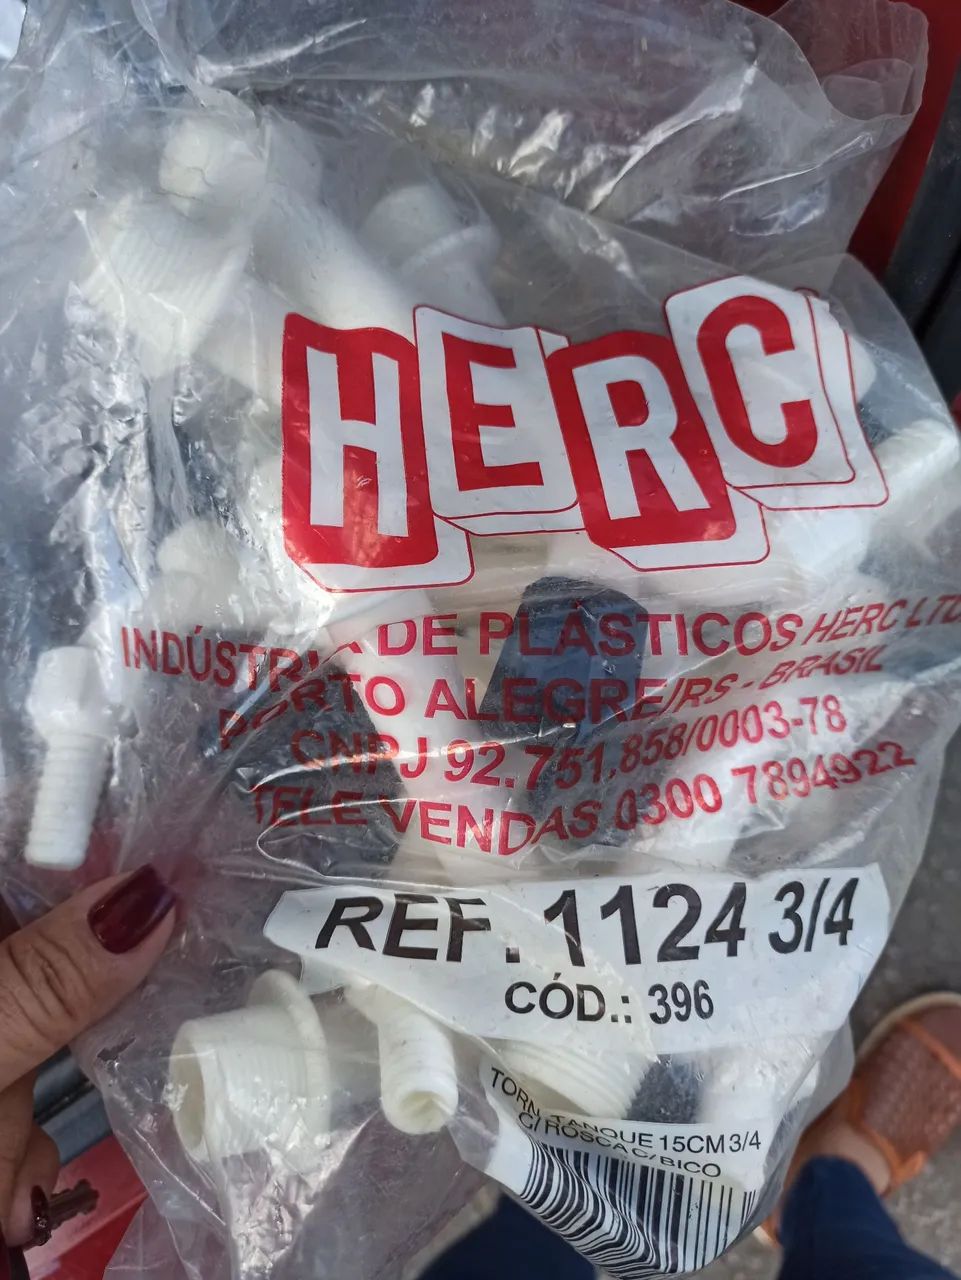 HERC
INDÚSTRIA DE PLÁSTICOS HERC LTD
PORTO ALEGRE/RS - BRASIL
CNPJ 92.751.858/0003-78
TELE VENDAS 0300 7894922
REF. 1124 3/4
CÓD.: 396
TORN. TANQUE 15CM 3/4
C/ ROSCA C/ BICO